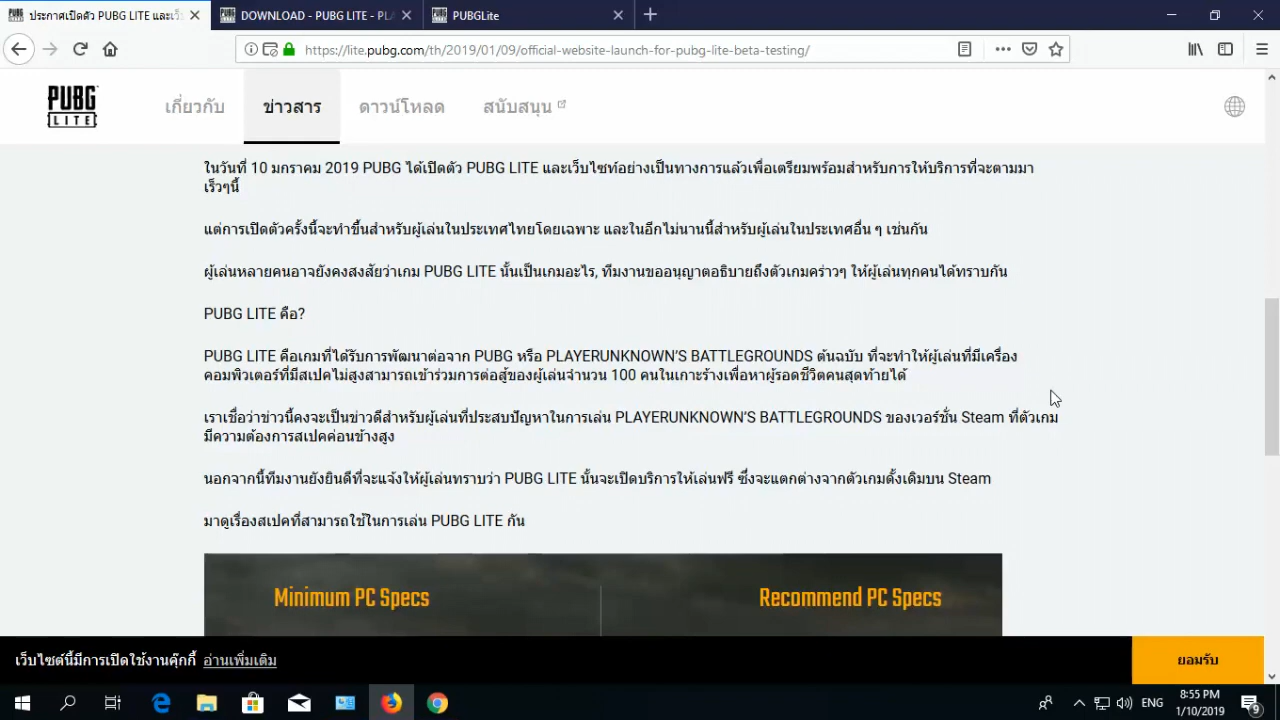 ประกาศเปิดตัว PUBG LITE และเว็บ
DOWNLOAD - PUBG LITE - PLA
PUBGLite
https://lite.pubg.com/th/2019/01/09/official-website-launch-for-pubg-lite-beta-testing/
PUBG
LITE
เกี่ยวกับ
ข่าวสาร
ดาวน์โหลด
สนับสนุน
ในวันที่ 10 มกราคม 2019 PUBG ได้เปิดตัว PUBG LITE และเว็บไซท์อย่างเป็นทางการแล้วเพื่อเตรียมพร้อมสำหรับการให้บริการที่จะตามมา
เร็วๆนี้
แต่การเปิดตัวครั้งนี้จะทำขึ้นสำหรับผู้เล่นในประเทศไทยโดยเฉพาะ และในอีกไม่นานนี้สำหรับผู้เล่นในประเทศอื่น ๆ เช่นกัน
ผู้เล่นหลายคนอาจยังคงสงสัยว่าเกม PUBG LITE นั้นเป็นเกมอะไร, ทีมงานขออนุญาตอธิบายถึงตัวเกมคร่าวๆ ให้ผู้เล่นทุกคนได้ทราบกัน
PUBG LITE คือ?
PUBG LITE คือเกมที่ได้รับการพัฒนาต่อจาก PUBG หรือ PLAYERUNKNOWN'S BATTLEGROUNDS ต้นฉบับ ที่จะทำให้ผู้เล่นที่มีเครื่อง
คอมพิวเตอร์ที่มีสเปคไม่สูงสามารถเข้าร่วมการต่อสู้ของผู้เล่นจำนวน 100 คนในเกาะร้างเพื่อหาผู้รอดชีวิตคนสุดท้ายได้
เราเชื่อว่าข่าวนี้คงจะเป็นข่าวดีสำหรับผู้เล่นที่ประสบปัญหาในการเล่น PLAYERUNKNOWN'S BATTLEGROUNDS ของเวอร์ชั่น Steam ที่ตัวเกม
มีความต้องการสเปคค่อนข้างสูง
นอกจากนี้ทีมงานยังยินดีที่จะแจ้งให้ผู้เล่นทราบว่า PUBG LITE นั้นจะเปิดบริการให้เล่นฟรี ซึ่งจะแตกต่างจากตัวเกมดั้งเดิมบน Steam
มาดูเรื่องสเปคที่สามารถใช้ในการเล่น PUBG LITE กัน
Minimum PC Specs
Recommend PC Specs
เว็บไซต์นี้มีการเปิดใช้งานคุ๊กกี้ อ่านเพิ่มเติม
ยอมรับ
ENG
8:55 PM
1/10/2019
9